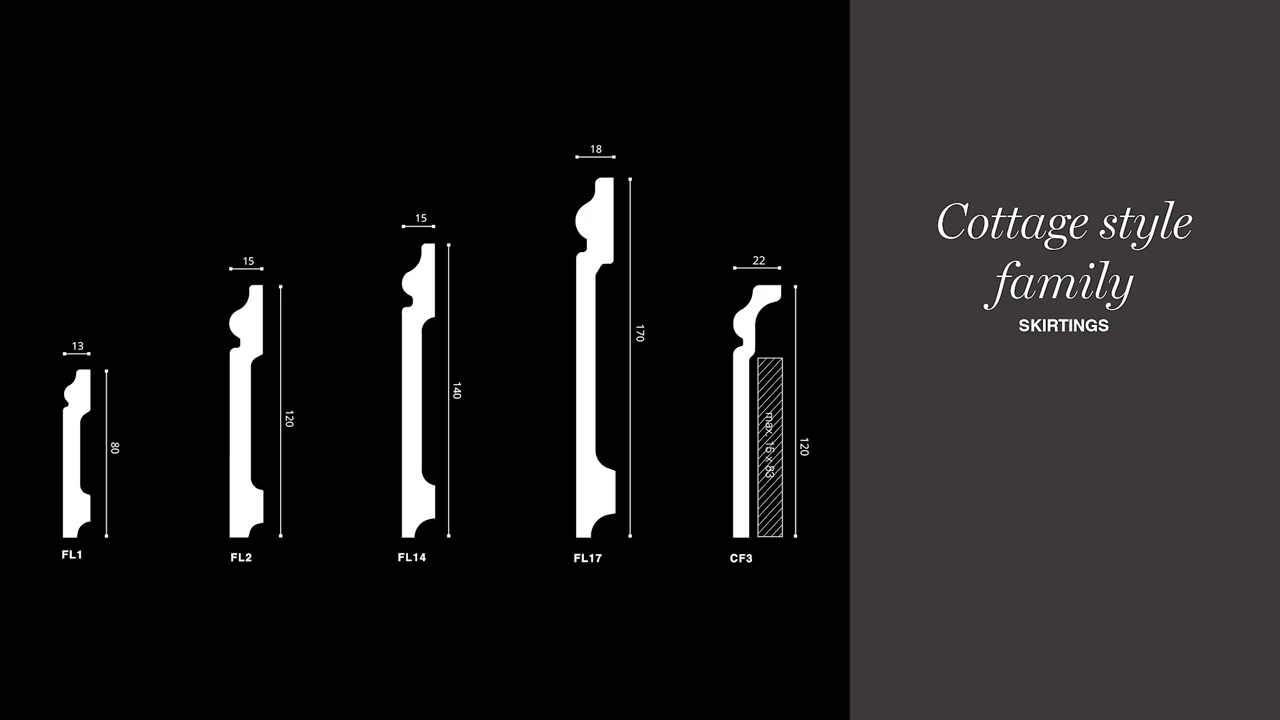 13
80
FL1
15
120
FL2
15
140
FL14
18
170
FL17
22
max. 16 x 83
120
CF3
Cottage style
family
SKIRTINGS